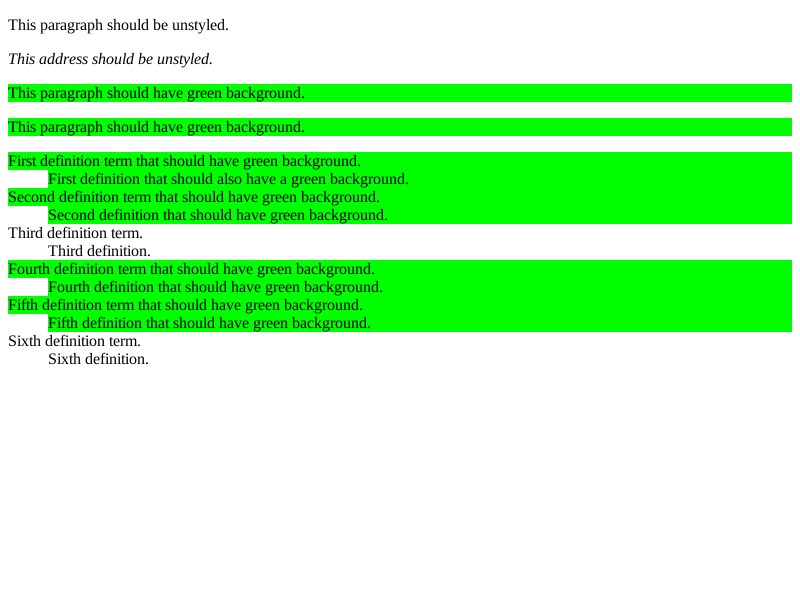 This paragraph should be unstyled.
This address should be unstyled.
This paragraph should have green background.
This paragraph should have green background.
First definition term that should have green background.
First definition that should also have a green background.
Second definition term that should have green background.
Second definition that should have green background.
Third definition term.
Third definition.
Fourth definition term that should have green background.
Fourth definition that should have green background.
Fifth definition term that should have green background.
Fifth definition that should have green background.
Sixth definition term.
Sixth definition.